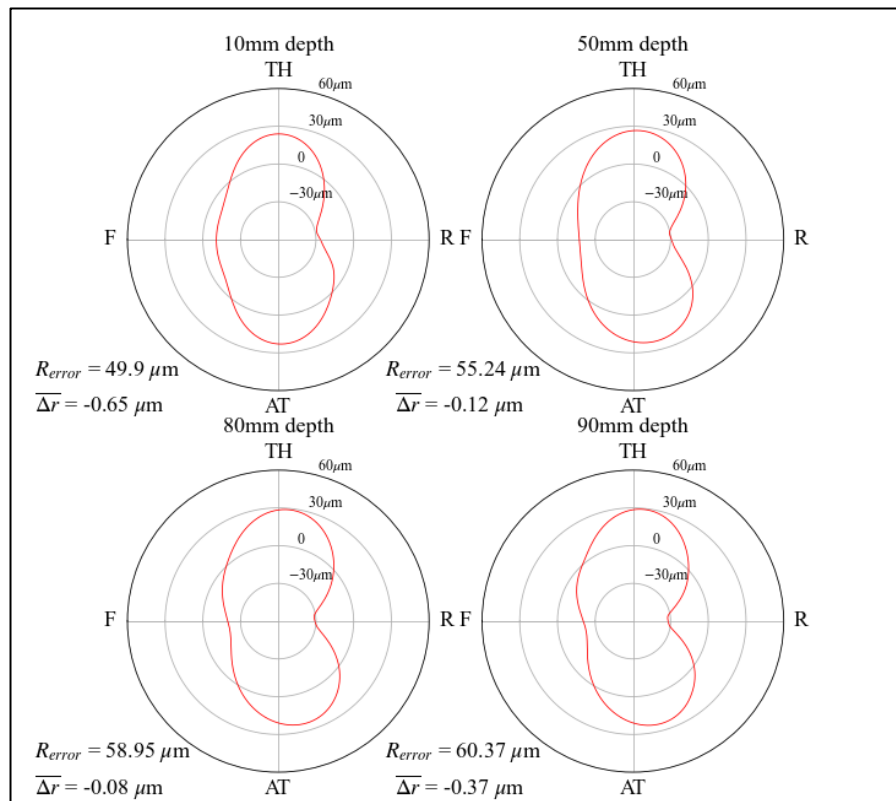 10mm depth
TH
60μm
30μm
0
−30μm
F
R
R_error = 49.9 μm
Δr = -0.65 μm
AT
50mm depth
TH
60μm
30μm
0
−30μm
F
R
R_error = 55.24 μm
Δr = -0.12 μm
AT
80mm depth
TH
60μm
30μm
0
−30μm
F
R
R_error = 58.95 μm
Δr = -0.08 μm
AT
90mm depth
TH
60μm
30μm
0
−30μm
F
R
R_error = 60.37 μm
Δr = -0.37 μm
AT